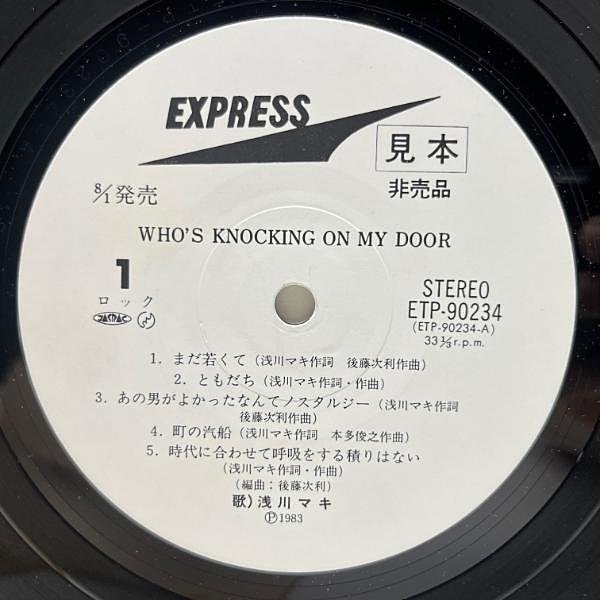 EXPRESS
見本
非売品
8/1発売
WHO'S KNOCKING ON MY DOOR
1
ロック
JASRAC
STEREO
ETP-90234
(ETP-90234-A)
33 1/3 r.p.m.
1. まだ若くて (浅川マキ作詞 後藤次利作曲)
2. ともだち (浅川マキ作詞・作曲)
3. あの男がよかったなんてノスタルジー (浅川マキ作詞
後藤次利作曲)
4. 町の汽船 (浅川マキ作詞 本多俊之作曲)
5. 時代に合わせて呼吸をする積りはない
(浅川マキ作詞・作曲)
(編曲:後藤次利)
歌) 浅川マキ
Ⓟ1983